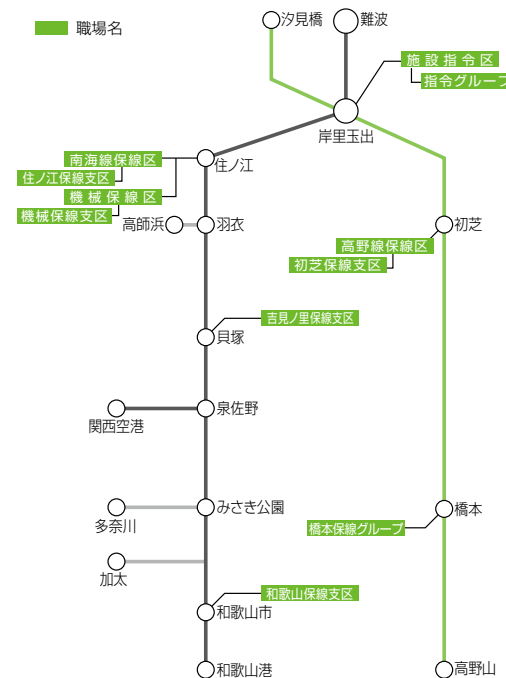 職場名
汐見橋
難波
施設指令区
指令グループ
岸里玉出
南海線保線区
住ノ江
住ノ江保線支区
機械保線区
機械保線支区
高師浜
羽衣
初芝
高野線保線区
初芝保線支区
吉見ノ里保線支区
貝塚
泉佐野
関西空港
みさき公園
橋本
多奈川
橋本保線グループ
加太
和歌山保線支区
和歌山市
和歌山港
高野山